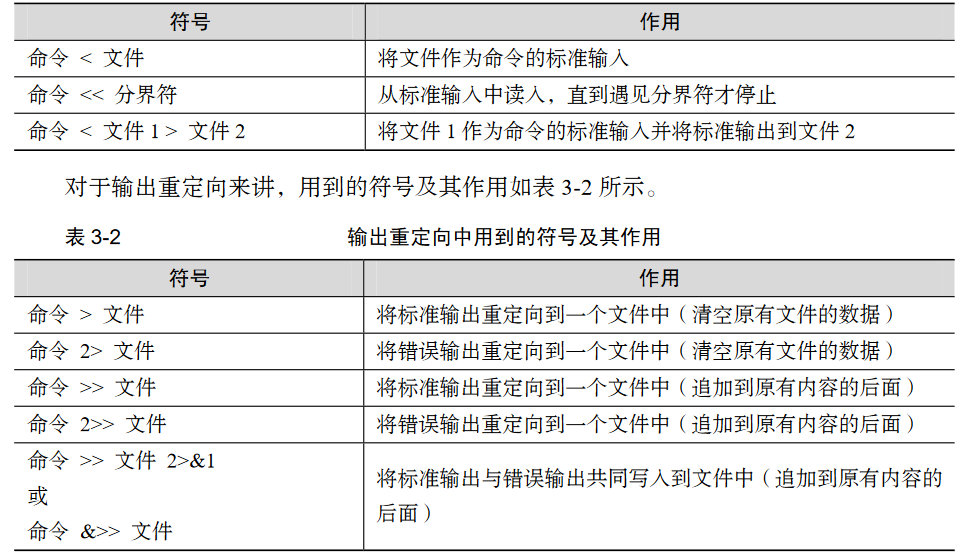 符号 作用
命令 < 文件 将文件作为命令的标准输入
命令 << 分界符 从标准输入中读入，直到遇见分界符才停止
命令 < 文件 1 > 文件 2 将文件 1 作为命令的标准输入并将标准输出到文件 2
对于输出重定向来讲，用到的符号及其作用如表 3-2 所示。
表 3-2 输出重定向中用到的符号及其作用
符号 作用
命令 > 文件 将标准输出重定向到一个文件中（清空原有文件的数据）
命令 2> 文件 将错误输出重定向到一个文件中（清空原有文件的数据）
命令 >> 文件 将标准输出重定向到一个文件中（追加到原有内容的后面）
命令 2>> 文件 将错误输出重定向到一个文件中（追加到原有内容的后面）
命令 >> 文件 2>&1
或
命令 &>> 文件
将标准输出与错误输出共同写入到文件中（追加到原有内容的
后面）